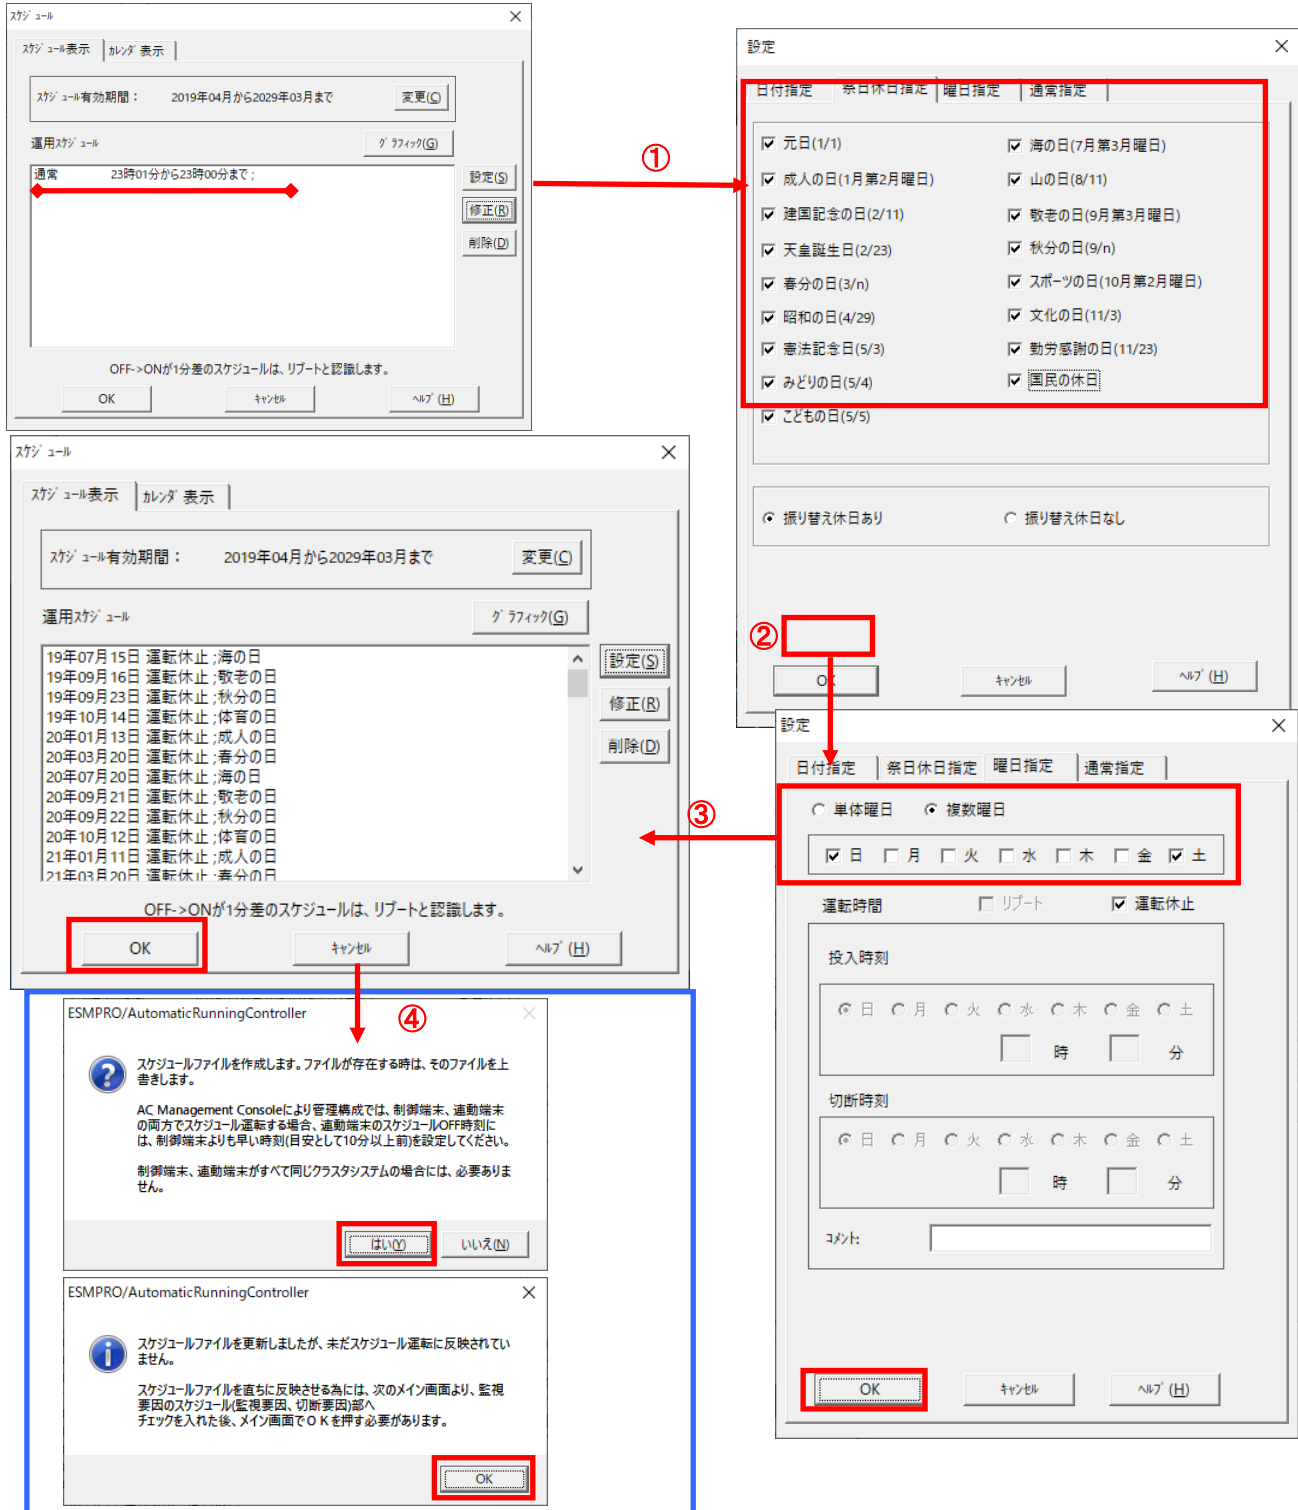 スケジュール
スケジュール表示
カレンダ表示
スケジュール有効期間：
2019年04月から2029年03月まで
変更(C)
運用スケジュール
グラフィック(G)
通常 23時01分から23時00分まで ;
設定(S)
修正(R)
削除(D)
OFF->ONが1分差のスケジュールは、リブートと認識します。
OK
キャンセル
ヘルプ(H)
①
設定
日付指定
祭日休日指定
曜日指定
通常指定
元日(1/1)
海の日(7月第3月曜日)
成人の日(1月第2月曜日)
山の日(8/11)
建国記念の日(2/11)
敬老の日(9月第3月曜日)
天皇誕生日(2/23)
秋分の日(9/n)
春分の日(3/n)
スポーツの日(10月第2月曜日)
昭和の日(4/29)
文化の日(11/3)
憲法記念日(5/3)
勤労感謝の日(11/23)
みどりの日(5/4)
国民の休日
こどもの日(5/5)
振り替え休日あり
振り替え休日なし
②
OK
キャンセル
ヘルプ(H)
スケジュール
スケジュール表示
カレンダ表示
スケジュール有効期間：
2019年04月から2029年03月まで
変更(C)
運用スケジュール
グラフィック(G)
19年07月15日 運転休止 ;海の日
19年09月16日 運転休止 ;敬老の日
19年09月23日 運転休止 ;秋分の日
19年10月14日 運転休止 ;体育の日
20年01月13日 運転休止 ;成人の日
20年03月20日 運転休止 ;春分の日
20年07月20日 運転休止 ;海の日
20年09月21日 運転休止 ;敬老の日
20年09月22日 運転休止 ;秋分の日
20年10月12日 運転休止 ;体育の日
21年01月11日 運転休止 ;成人の日
21年03月20日 運転休止 ;春分の日
設定(S)
修正(R)
削除(D)
OFF->ONが1分差のスケジュールは、リブートと認識します。
OK
キャンセル
ヘルプ(H)
③
設定
日付指定
祭日休日指定
曜日指定
通常指定
単体曜日
複数曜日
日 月 火 水 木 金 土
運転時間
リブート
運転休止
投入時刻
日 月 火 水 木 金 土
時 分
切断時刻
日 月 火 水 木 金 土
時 分
コメント:
OK
キャンセル
ヘルプ(H)
④
ESMPRO/AutomaticRunningController
スケジュールファイルを作成します。ファイルが存在する時は、そのファイルを上
書きします。
AC Management Consoleにより管理構成では、制御端末、連動端末
の両方でスケジュール運転する場合、連動端末のスケジュールOFF時刻に
は、制御端末よりも早い時刻(目安として10分以上前)を設定してください。
制御端末、連動端末がすべて同じクラスタシステムの場合には、必要ありま
せん。
はい(Y)
いいえ(N)
ESMPRO/AutomaticRunningController
スケジュールファイルを更新しましたが、未だスケジュール運転に反映されてい
ません。
スケジュールファイルを直ちに反映させる為には、次のメイン画面より、監視
要因のスケジュール(監視要因、切断要因)部へ
チェックを入れた後、メイン画面でＯＫを押す必要があります。
OK